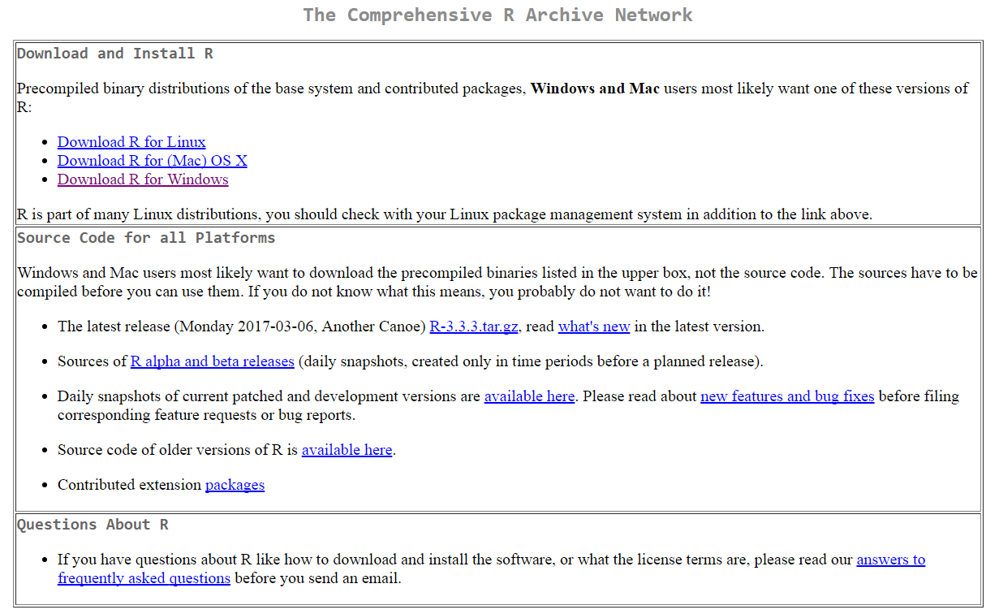 The Comprehensive R Archive Network
Download and Install R
Precompiled binary distributions of the base system and contributed packages, Windows and Mac users most likely want one of these versions of
R:
Download R for Linux
Download R for (Mac) OS X
Download R for Windows
R is part of many Linux distributions, you should check with your Linux package management system in addition to the link above.
Source Code for all Platforms
Windows and Mac users most likely want to download the precompiled binaries listed in the upper box, not the source code. The sources have to be
compiled before you can use them. If you do not know what this means, you probably do not want to do it!
The latest release (Monday 2017-03-06, Another Canoe) R-3.3.3.tar.gz, read what's new in the latest version.
Sources of R alpha and beta releases (daily snapshots, created only in time periods before a planned release).
Daily snapshots of current patched and development versions are available here. Please read about new features and bug fixes before filing
corresponding feature requests or bug reports.
Source code of older versions of R is available here.
Contributed extension packages
Questions About R
If you have questions about R like how to download and install the software, or what the license terms are, please read our answers to
frequently asked questions before you send an email.